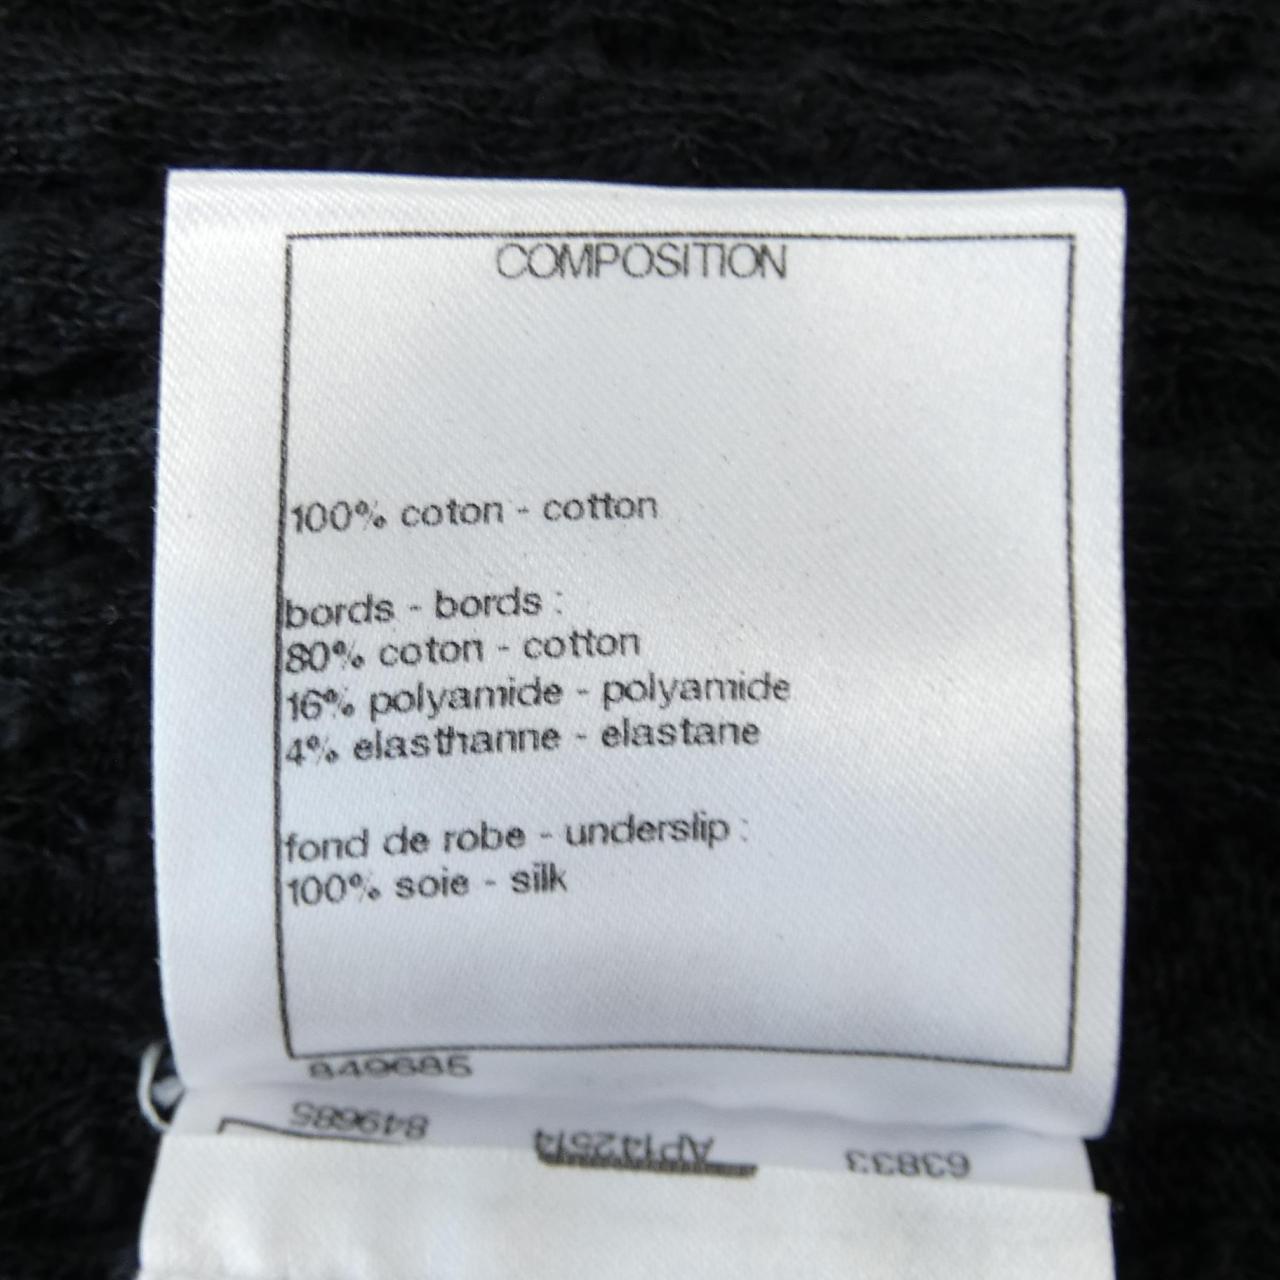 COMPOSITION
100% coton - cotton
bords - bords :
80% coton - cotton
16% polyamide - polyamide
4% elasthanne - elastane
fond de robe - underslip :
100% soie - silk
849685
849685
63833